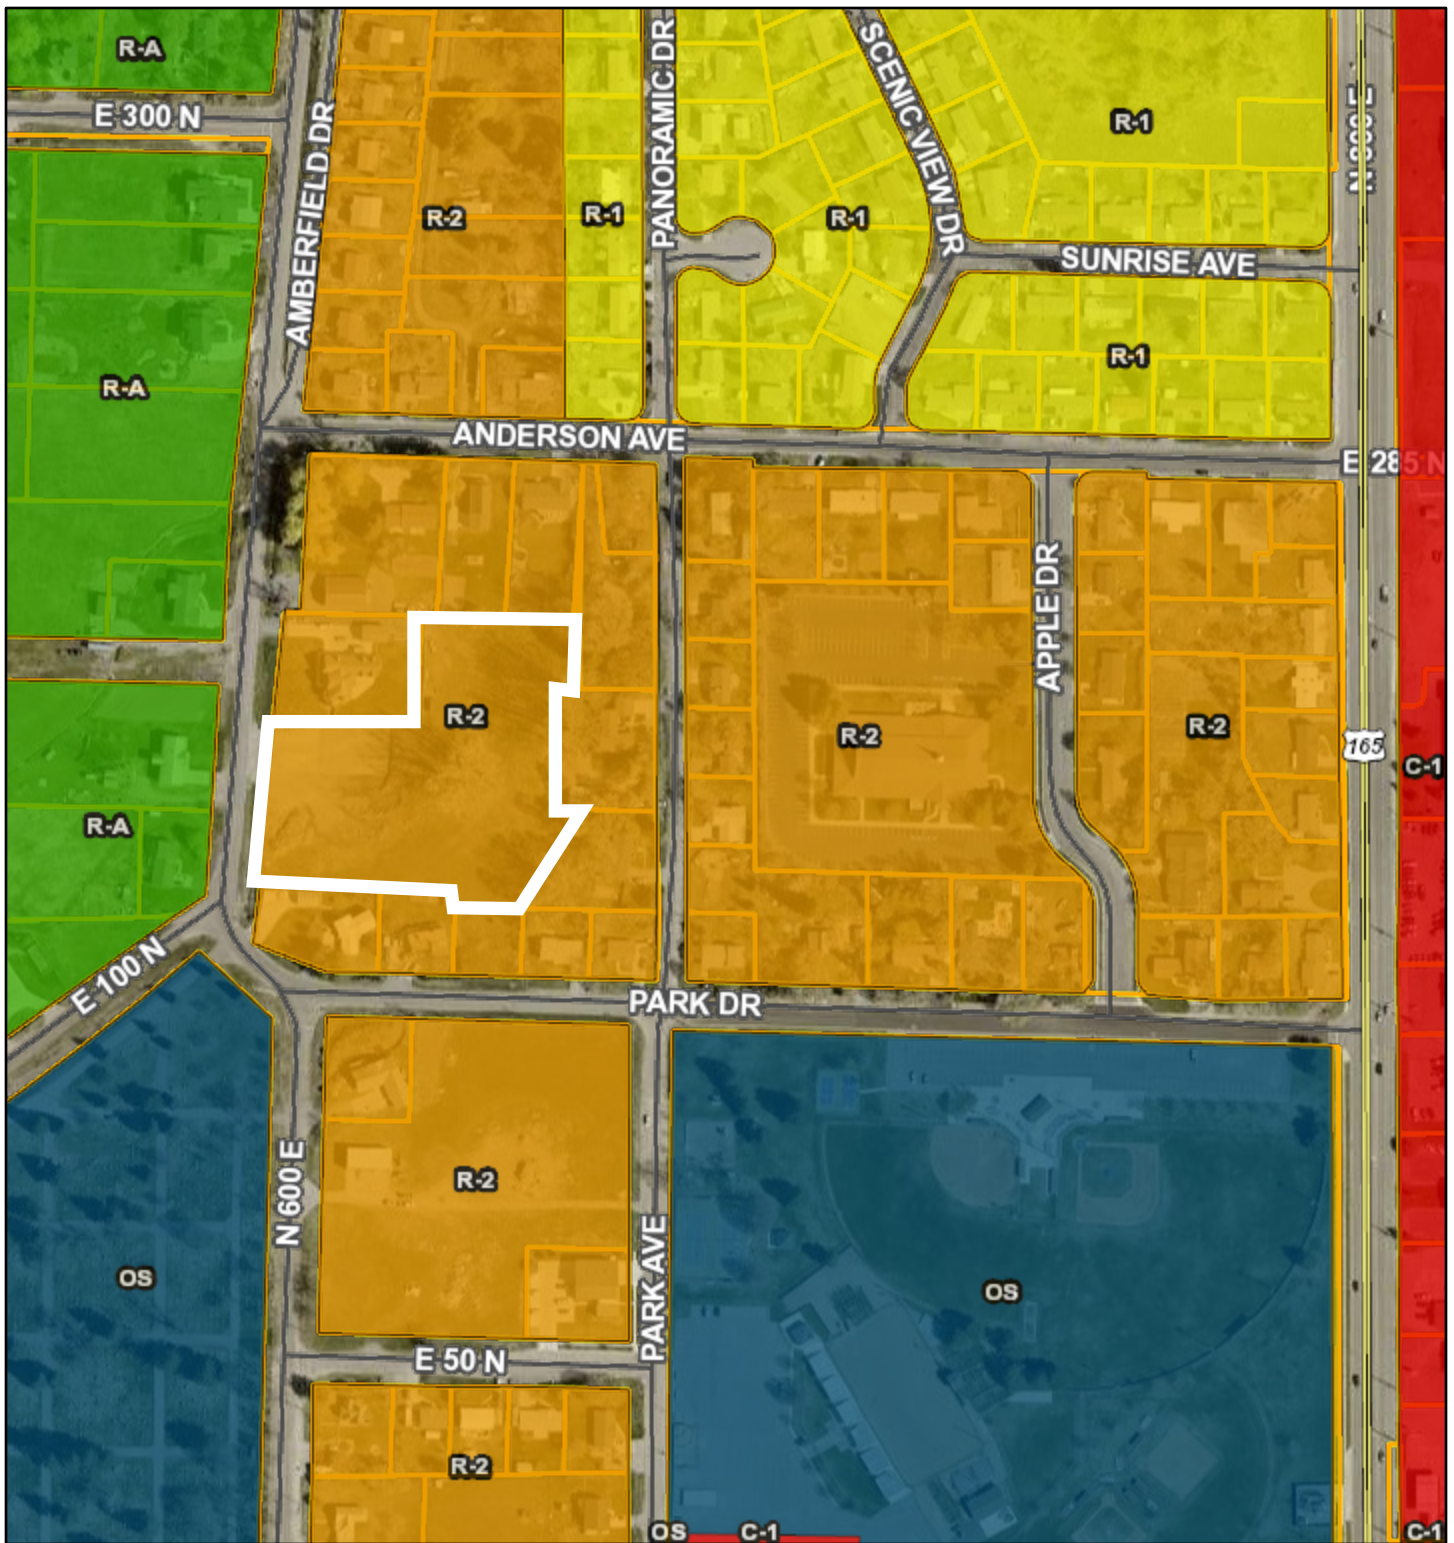 R-A
E 300 N
AMBERFIELD DR
PANORAMIC DR
SCENIC VIEW DR
R-1
R-2
R-1
R-1
SUNRISE AVE
R-1
R-A
ANDERSON AVE
E 285 N
APPLE DR
R-2
R-2
R-2
165
C-1
R-A
E 100 N
PARK DR
N 600 E
R-2
PARK AVE
OS
OS
E 50 N
R-2
OS
C-1
C-1